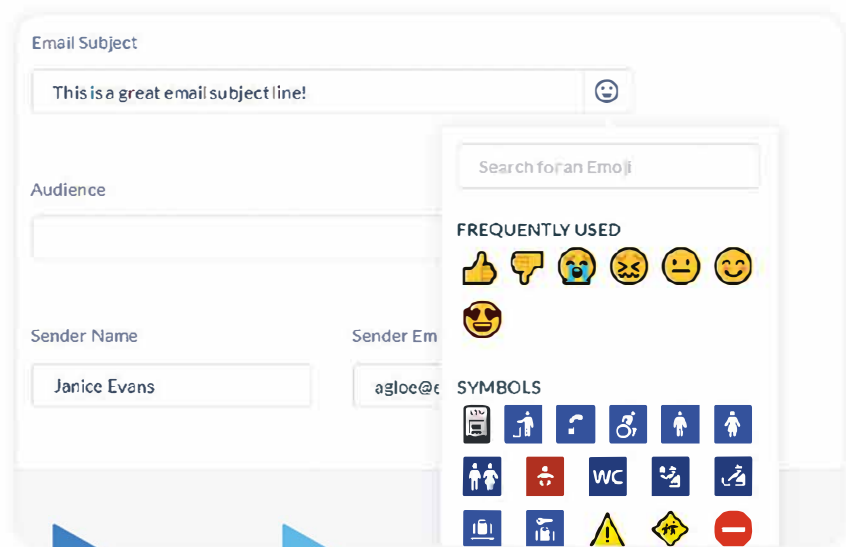 Email Subject
This is a great email subject line!
Search for an Emoji
Audience
FREQUENTLY USED
Sender Name
Sender Em
Janice Evans
agloe@e
SYMBOLS
WC